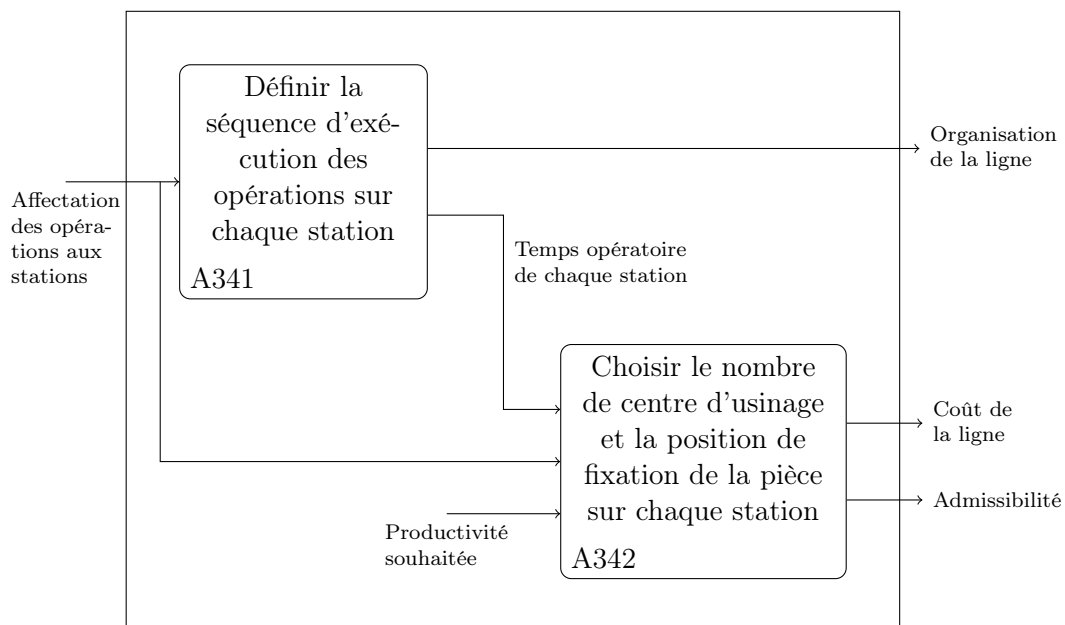 Définir la
séquence d'exé-
cution des
opérations sur
chaque station
A341
Organisation
de la ligne
Affectation
des opéra-
tions aux
stations
Temps opératoire
de chaque station
Choisir le nombre
de centre d'usinage
et la position de
fixation de la pièce
sur chaque station
A342
Coût de
la ligne
Admissibilité
Productivité
souhaitée